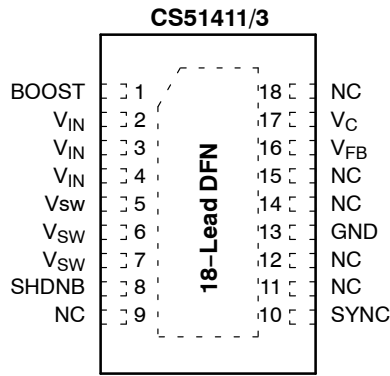 CS51411/3
BOOST 1 18 NC
VIN 2 17 VC
VIN 3 16 VFB
VIN 4 15 NC
Vsw 5 14 NC
VSW 6 13 GND
VSW 7 12 NC
SHDNB 8 11 NC
NC 9 10 SYNC
18–Lead DFN